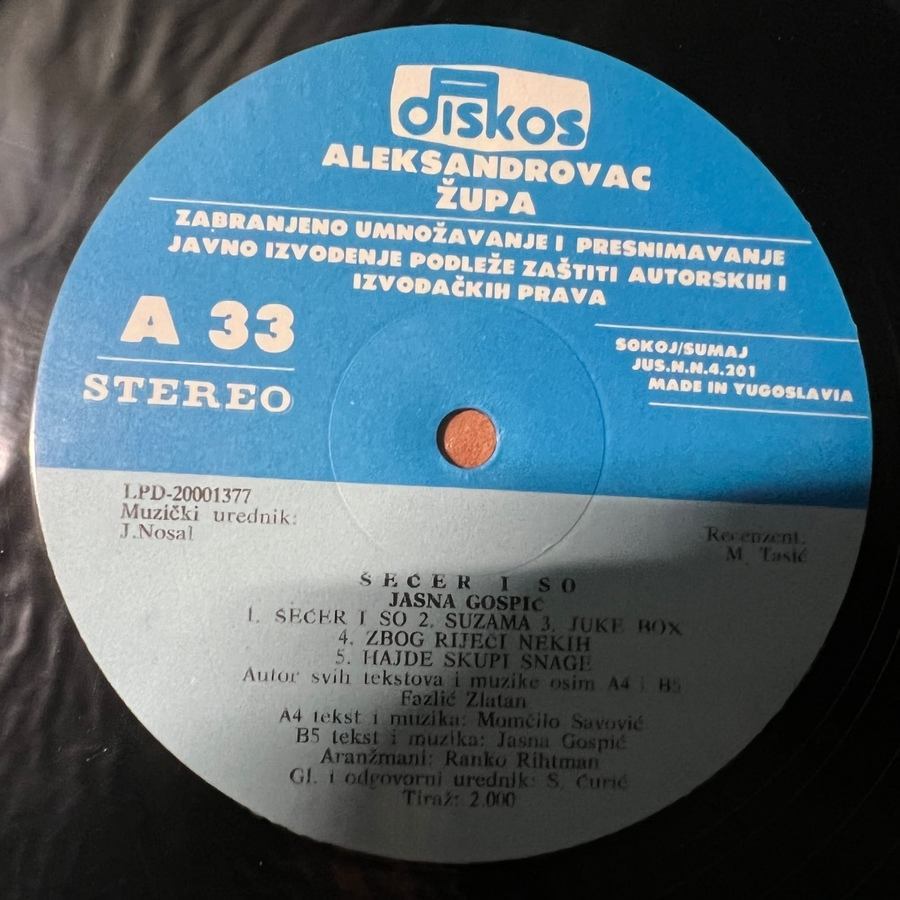 diskos
ALEKSANDROVAC
ŽUPA
ZABRANJENO UMNOŽAVANJE I PRESNIMAVANJE
JAVNO IZVOĐENJE PODLEŽE ZAŠTITI AUTORSKIH I
IZVOĐAČKIH PRAVA
A 33
STEREO
SOKOJ/SUMAJ
JUS.N.N.4.201
MADE IN YUGOSLAVIA
LPD-20001377
Muzički urednik:
J.Nosal
Recenzent:
M. Tasić
ŠEĆER I SO
JASNA GOSPIĆ
1. ŠEĆER I SO 2. SUZAMA 3. JUKE BOX
4. ZBOG RIJEČI NEKIH
5. HAJDE SKUPI SNAGE
Autor svih tekstova i muzike osim A4 i B5
Fazlić Zlatan
A4 tekst i muzika: Momčilo Savović
B5 tekst i muzika: Jasna Gospić
Aranžmani: Ranko Rihtman
Gl. i odgovorni urednik: S. Ćurić
Tiraž: 2.000